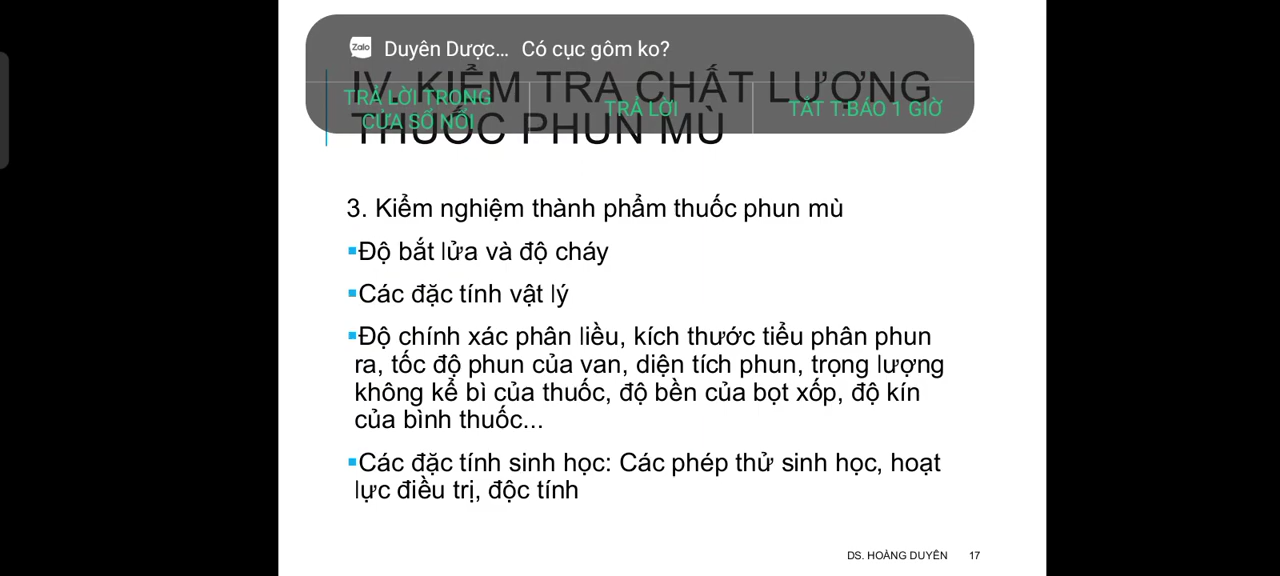 Zalo Duyên Dược... Có cục gôm ko?
IV. KIỂM TRA CHẤT LƯỢNG
TRẢ LỜI TRONG CỬA SỔ NỔI TRẢ LỜI TẮT T.BÁO 1 GIỜ
THUỐC PHUN MÙ
3. Kiểm nghiệm thành phẩm thuốc phun mù
▪Độ bắt lửa và độ cháy
▪Các đặc tính vật lý
▪Độ chính xác phân liều, kích thước tiểu phân phun
ra, tốc độ phun của van, diện tích phun, trọng lượng
không kể bì của thuốc, độ bền của bọt xốp, độ kín
của bình thuốc...
▪Các đặc tính sinh học: Các phép thử sinh học, hoạt
lực điều trị, độc tính
DS. HOÀNG DUYÊN 17